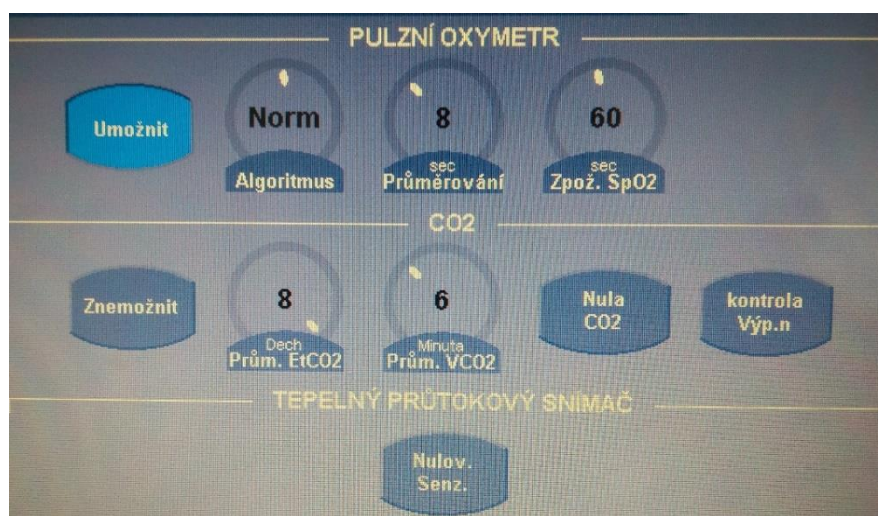 PULZNÍ OXYMETR
Umožnit
Norm
Algoritmus
8
sec
Průměrování
60
sec
Zpož. SpO2
CO2
Znemožnit
8
Dech
Prům. EtCO2
6
Minuta
Prům. VCO2
Nula
CO2
kontrola
Výp.n
TEPELNÝ PRŮTOKOVÝ SNÍMAČ
Nulov.
Senz.